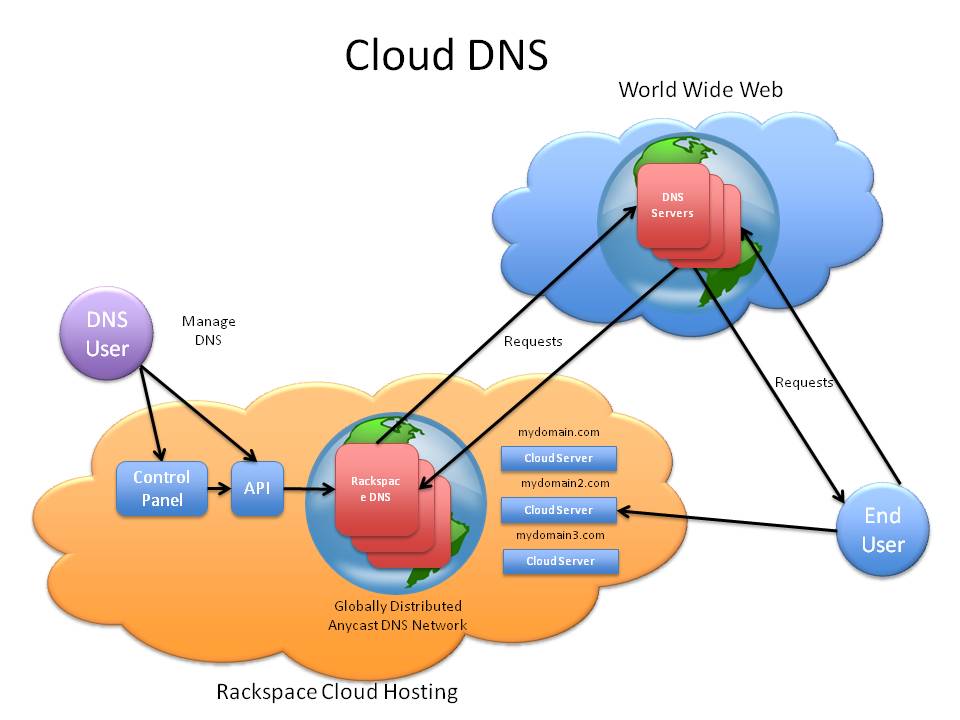 Cloud DNS
World Wide Web
DNS
Servers
DNS
User
Manage
DNS
Requests
Requests
mydomain.com
Cloud Server
mydomain2.com
Cloud Server
mydomain3.com
Cloud Server
Control
Panel
API
Rackspac
e DNS
End
User
Globally Distributed
Anycast DNS Network
Rackspace Cloud Hosting